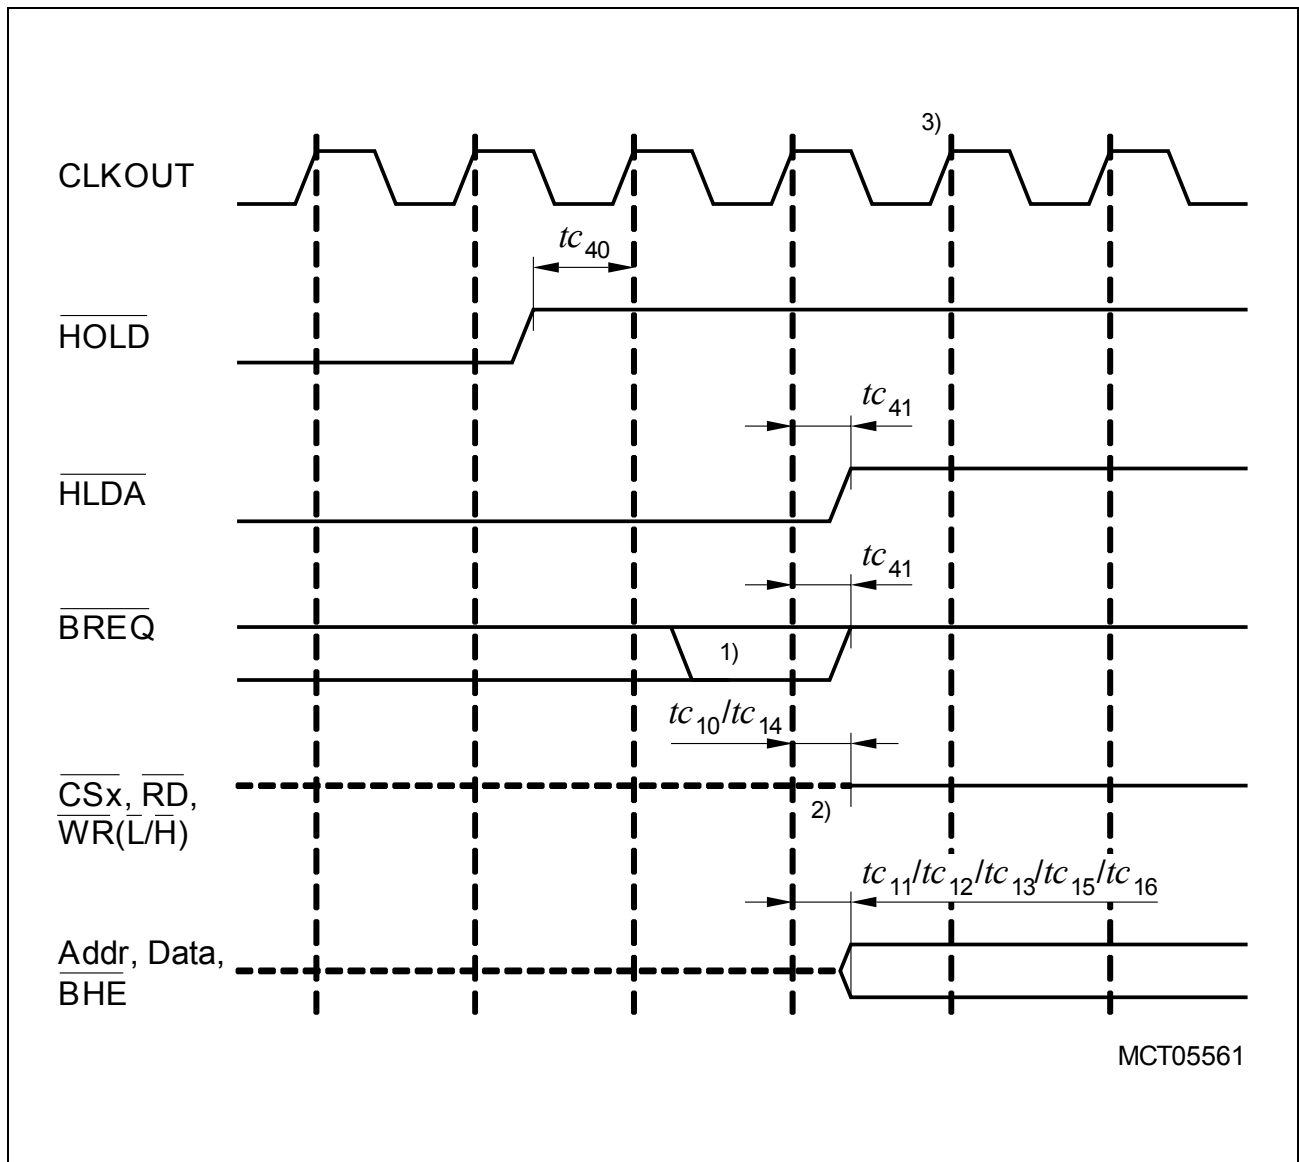 3)
CLKOUT
tc40
HOLD
tc41
HLDA
tc41
BREQ
1)
tc10/tc14
CSx, RD,
WR(L/H)
2)
tc11/tc12/tc13/tc15/tc16
Addr, Data,
BHE
MCT05561